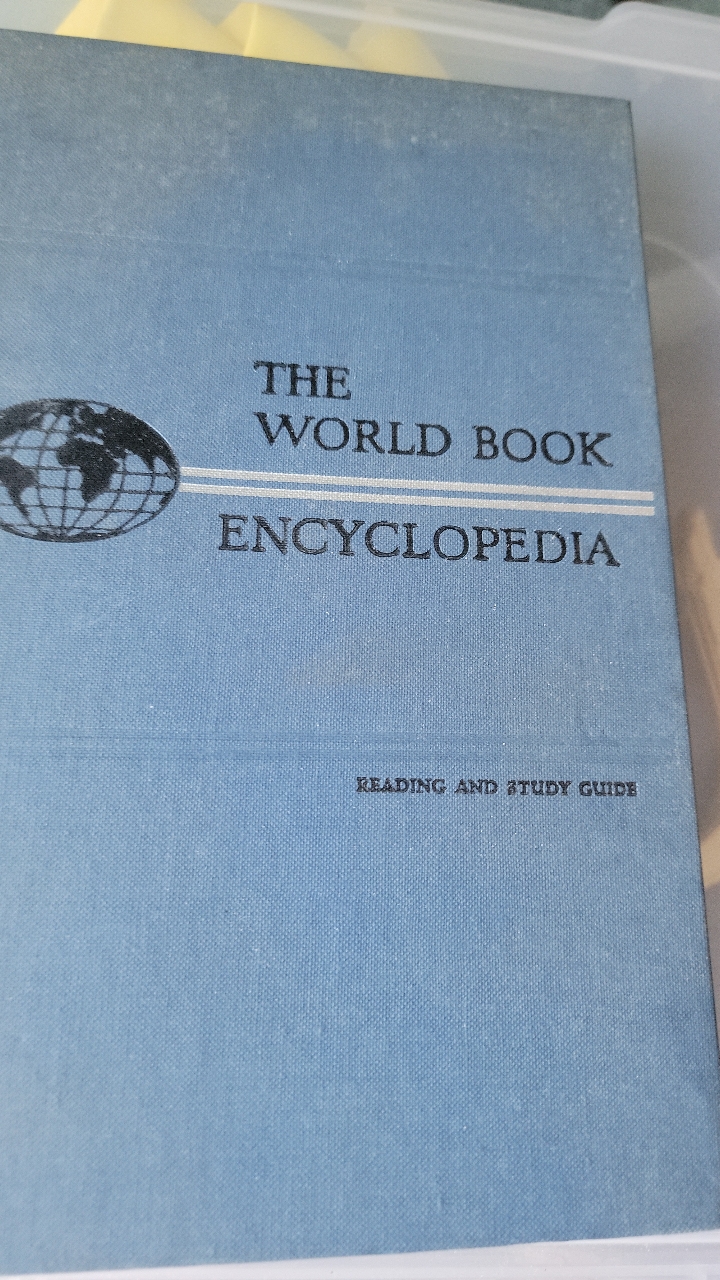 THE
WORLD BOOK
ENCYCLOPEDIA
READING AND STUDY GUIDE